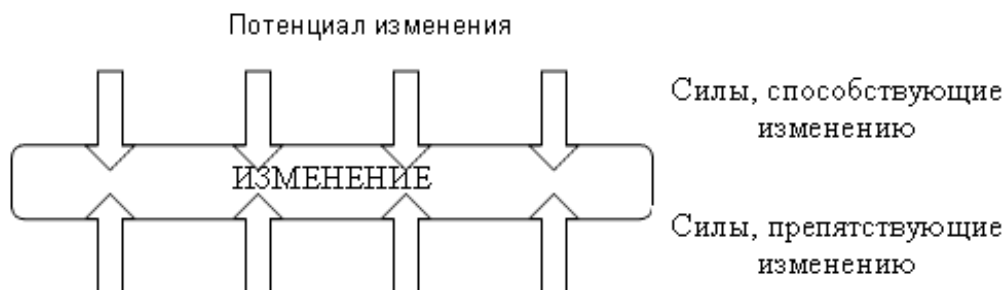 Потенциал изменения
Силы, способствующие
изменению
ИЗМЕНЕНИЕ
Силы, препятствующие
изменению